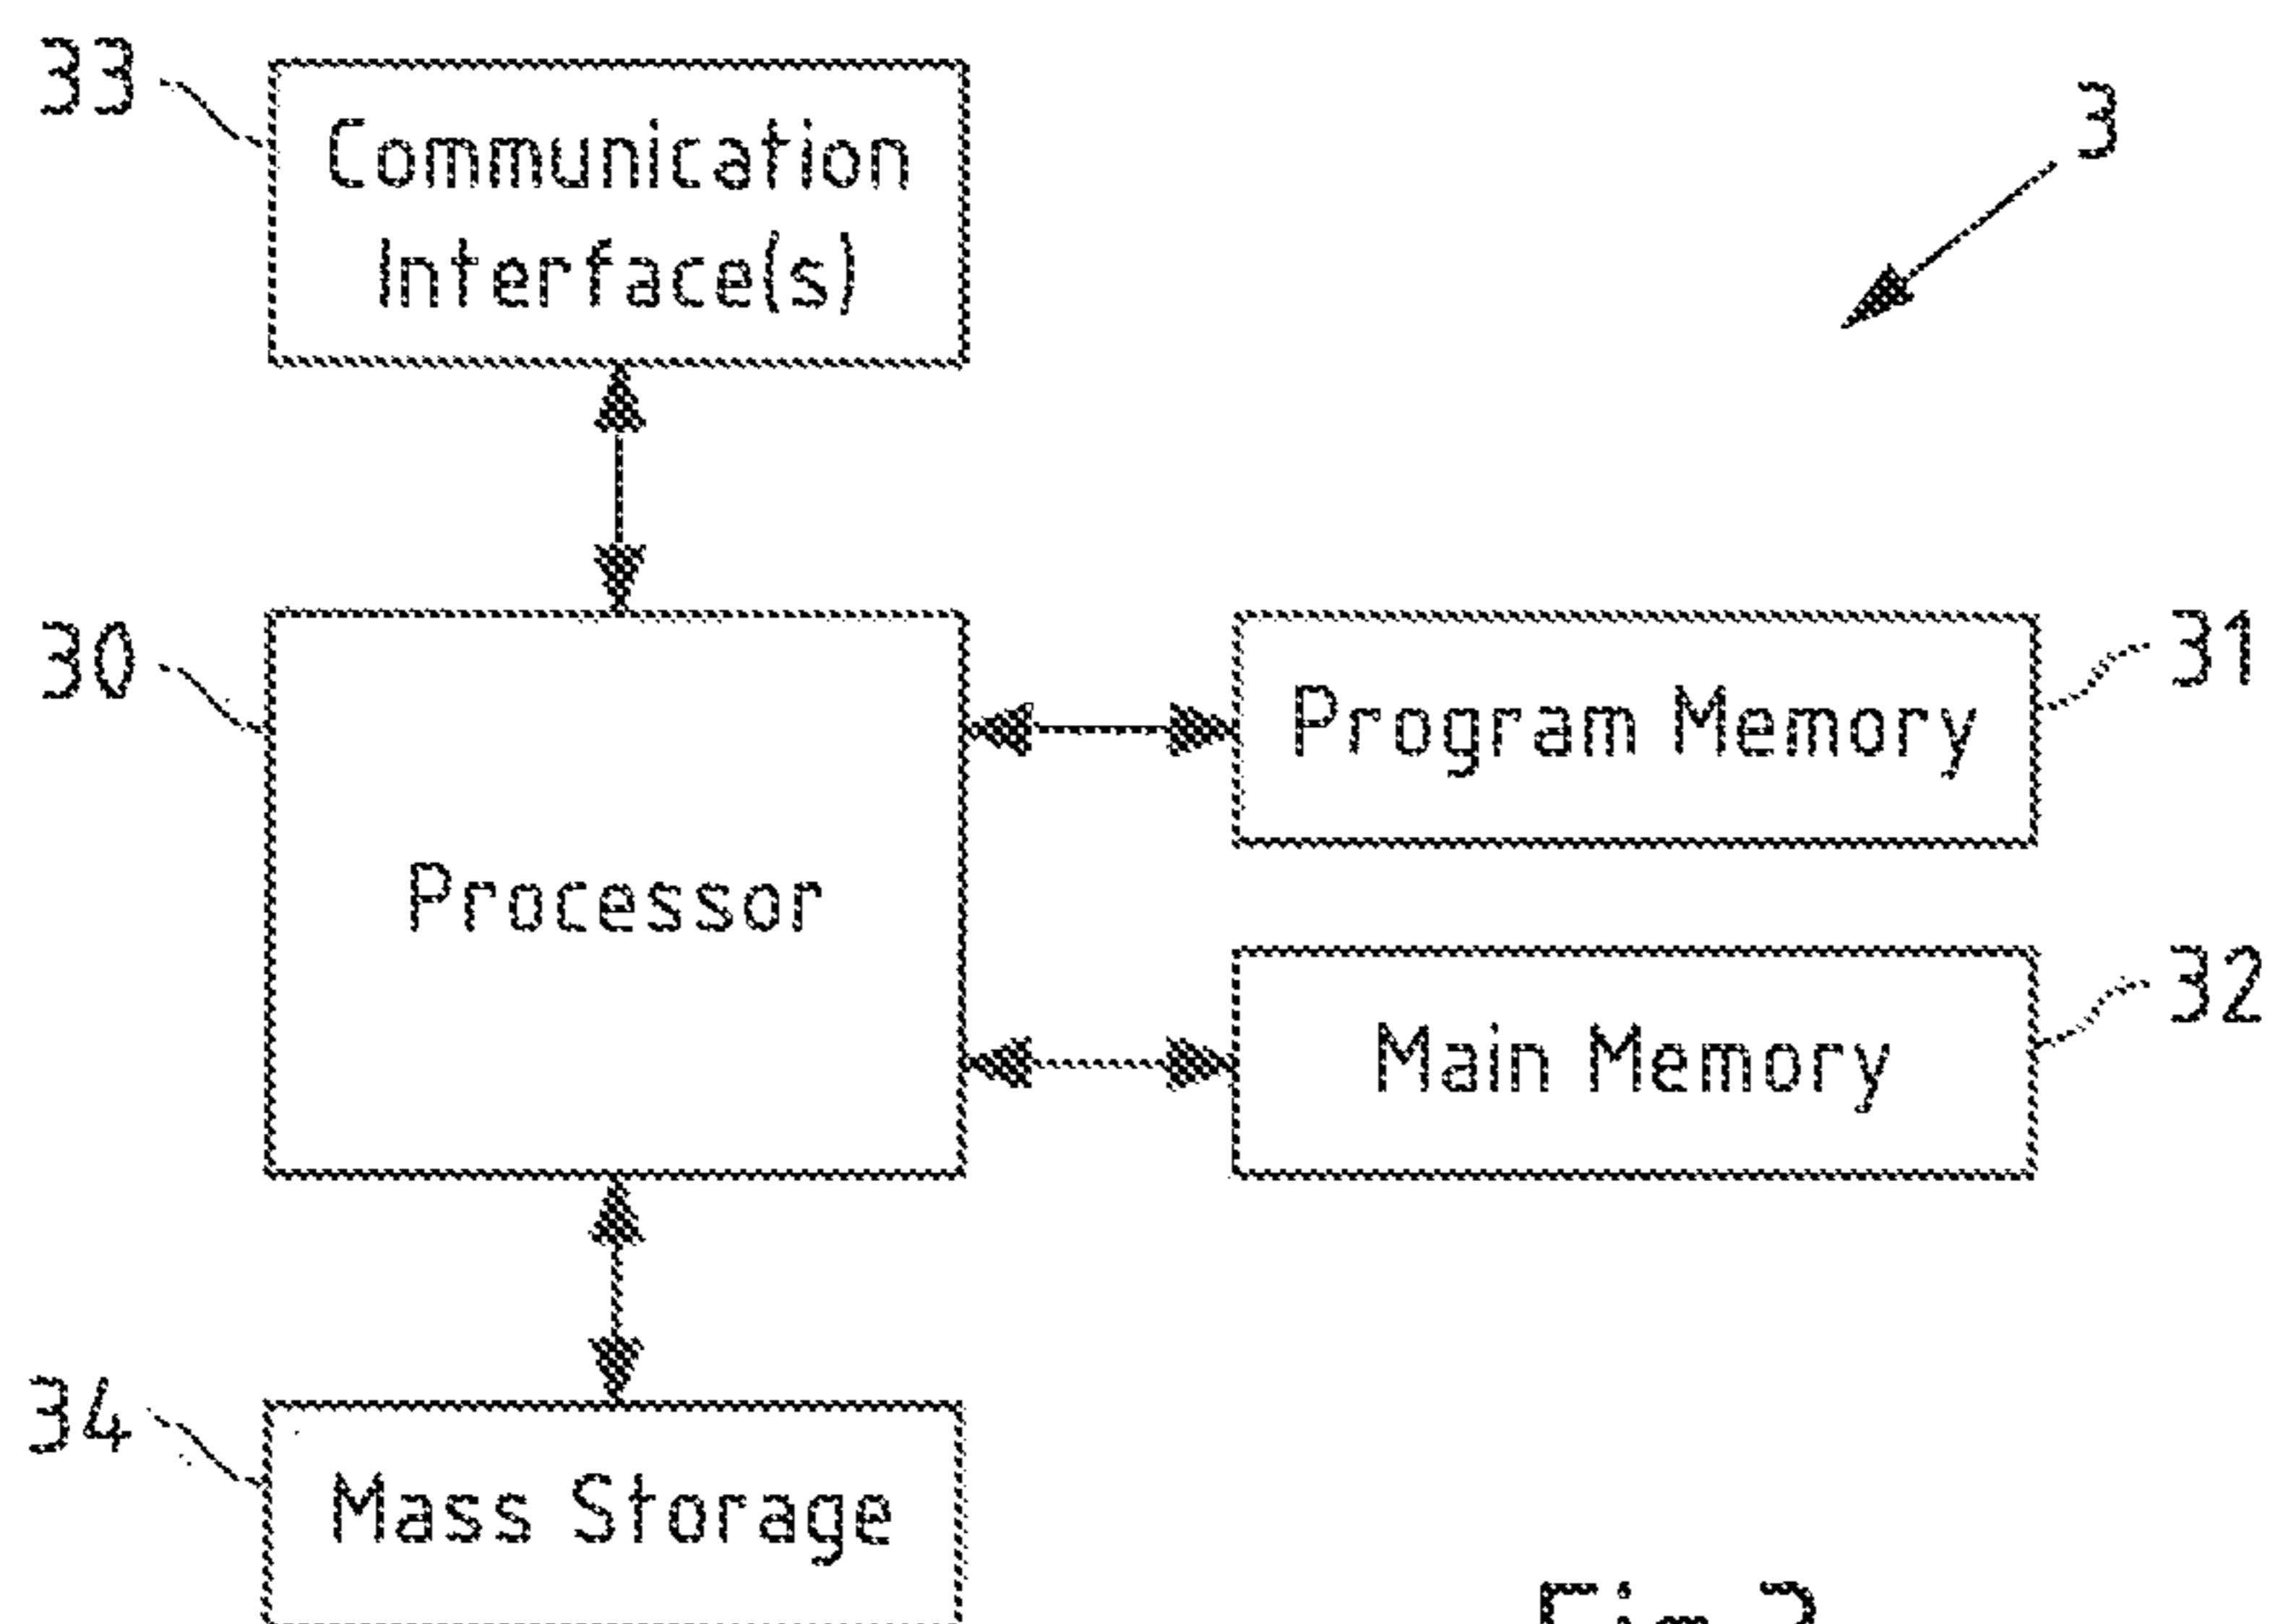 33
Communication
Interface(s)
3
30
Processor
Program Memory
31
Main Memory
32
34
Mass Storage